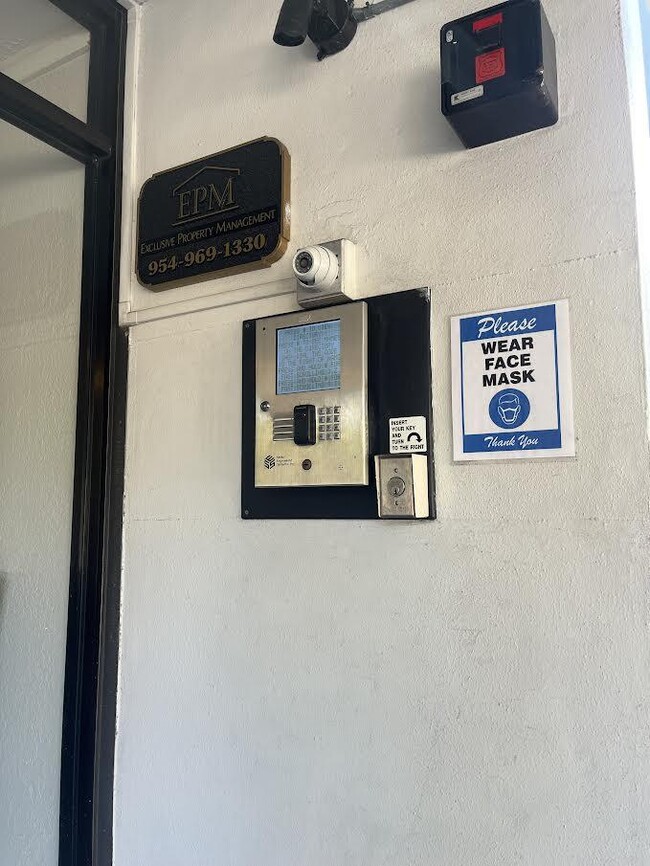 EPM
EXCLUSIVE PROPERTY MANAGEMENT
954-969-1330
INSERT
YOUR KEY
AND
TURN
TO THE RIGHT
Please
WEAR
FACE
MASK
Thank You